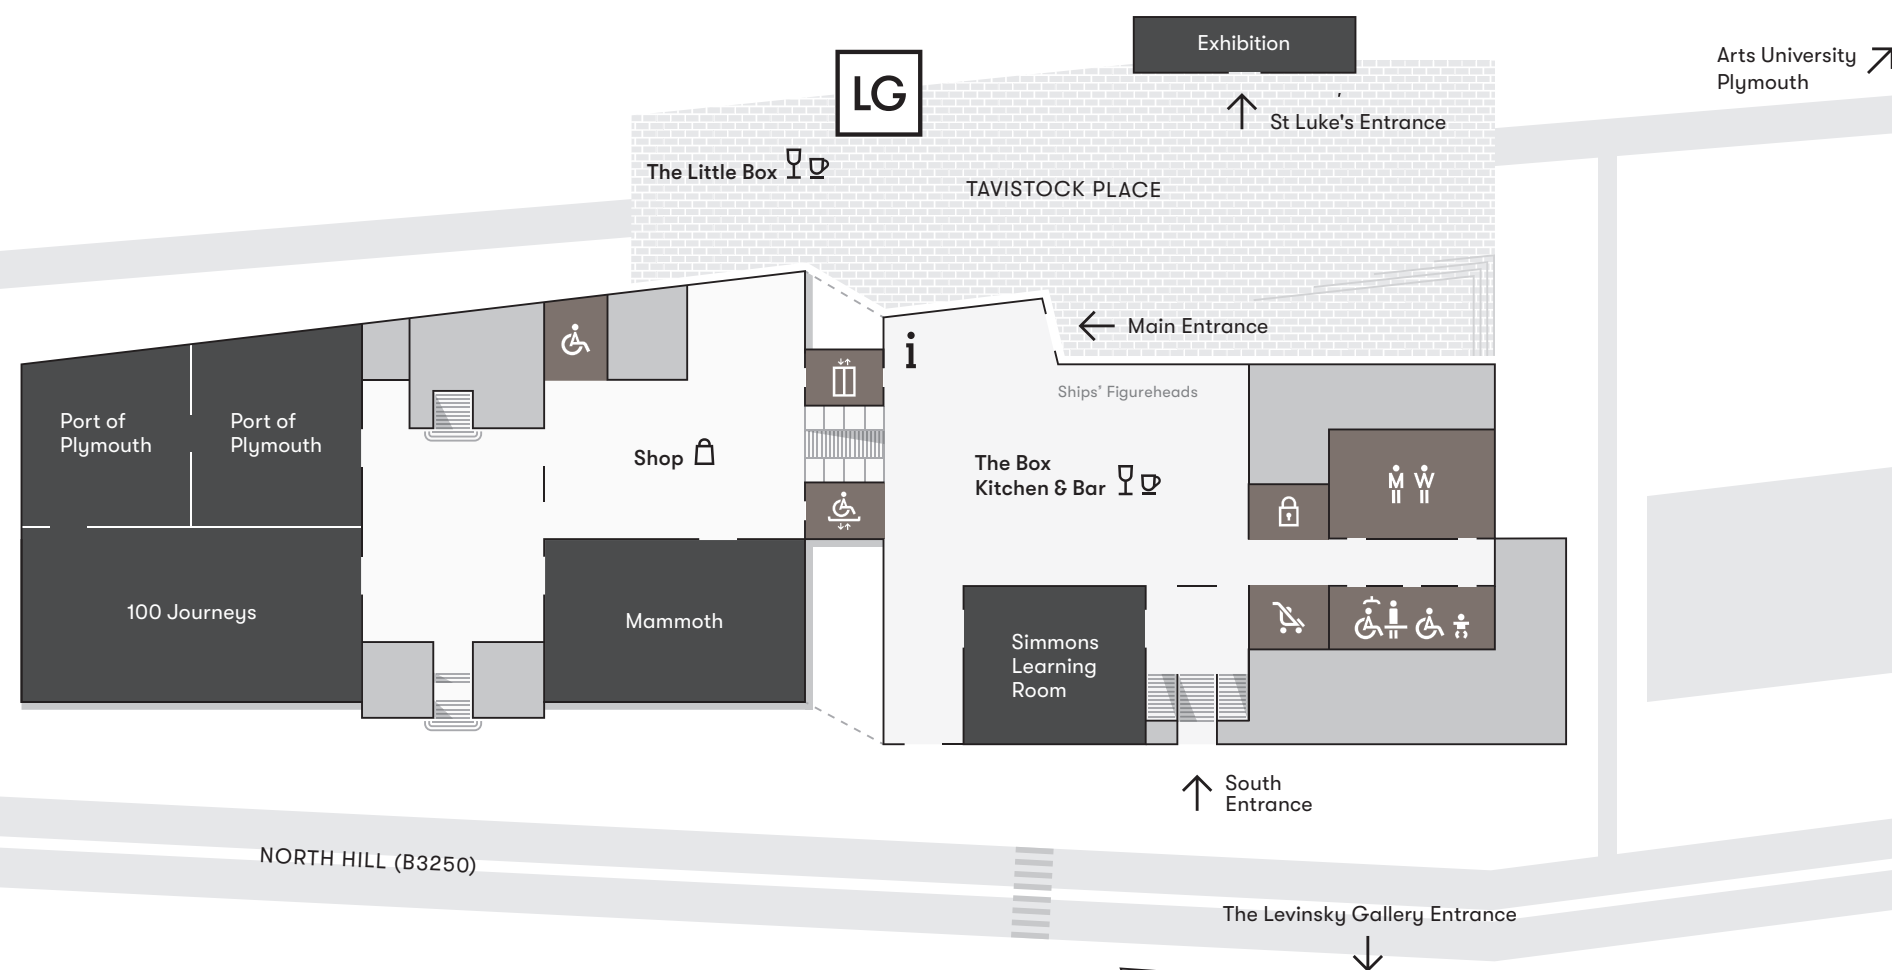 Exhibition
Arts University
Plymouth
LG
St Luke's Entrance
The Little Box
TAVISTOCK PLACE
Main Entrance
i
Ships' Figureheads
Port of
Plymouth
Port of
Plymouth
Shop
The Box
Kitchen & Bar
M W
100 Journeys
Mammoth
Simmons
Learning
Room
South
Entrance
NORTH HILL (B3250)
The Levinsky Gallery Entrance